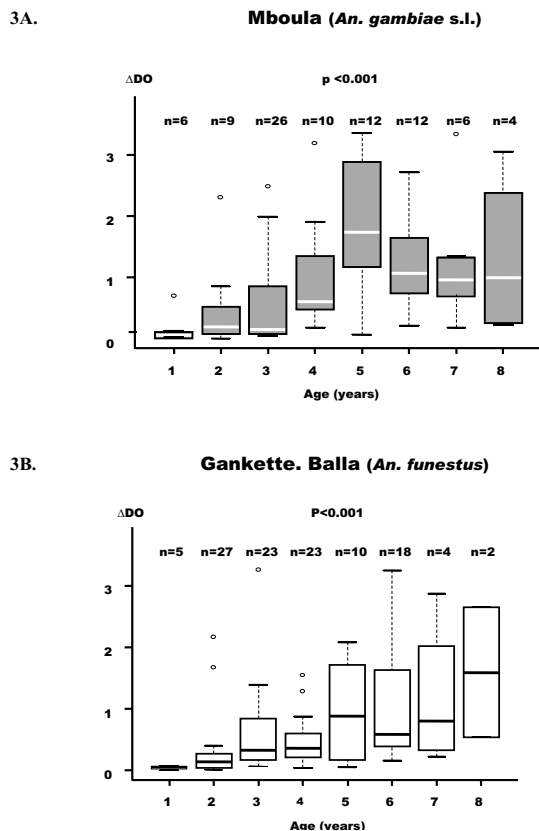 3A.
Mboula (An. gambiae s.l.)
ΔDO
p <0.001
n=6 n=9 n=26 n=10 n=12 n=12 n=6 n=4
3
2
1
0
1 2 3 4 5 6 7 8
Age (years)
3B.
Gankette. Balla (An. funestus)
ΔDO
P<0.001
n=5 n=27 n=23 n=23 n=10 n=18 n=4 n=2
3
2
1
0
1 2 3 4 5 6 7 8
Age (years)